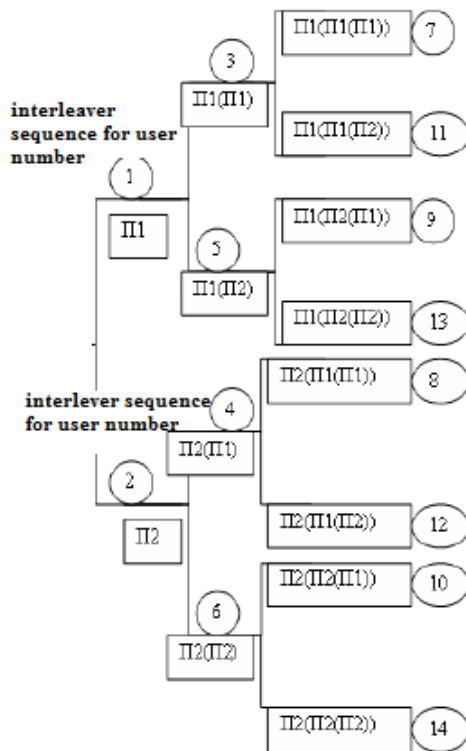 Π1(Π1(Π1))
7
3
Π1(Π1)
interleaver
sequence for user
number
Π1(Π1(Π2))
11
1
Π1
Π1(Π2(Π1))
9
5
Π1(Π2)
Π1(Π2(Π2))
13
Π2(Π1(Π1))
8
interlever sequence
for user number
4
Π2(Π1)
2
Π2
Π2(Π1(Π2))
12
Π2(Π2(Π1))
10
6
Π2(Π2)
Π2(Π2(Π2))
14